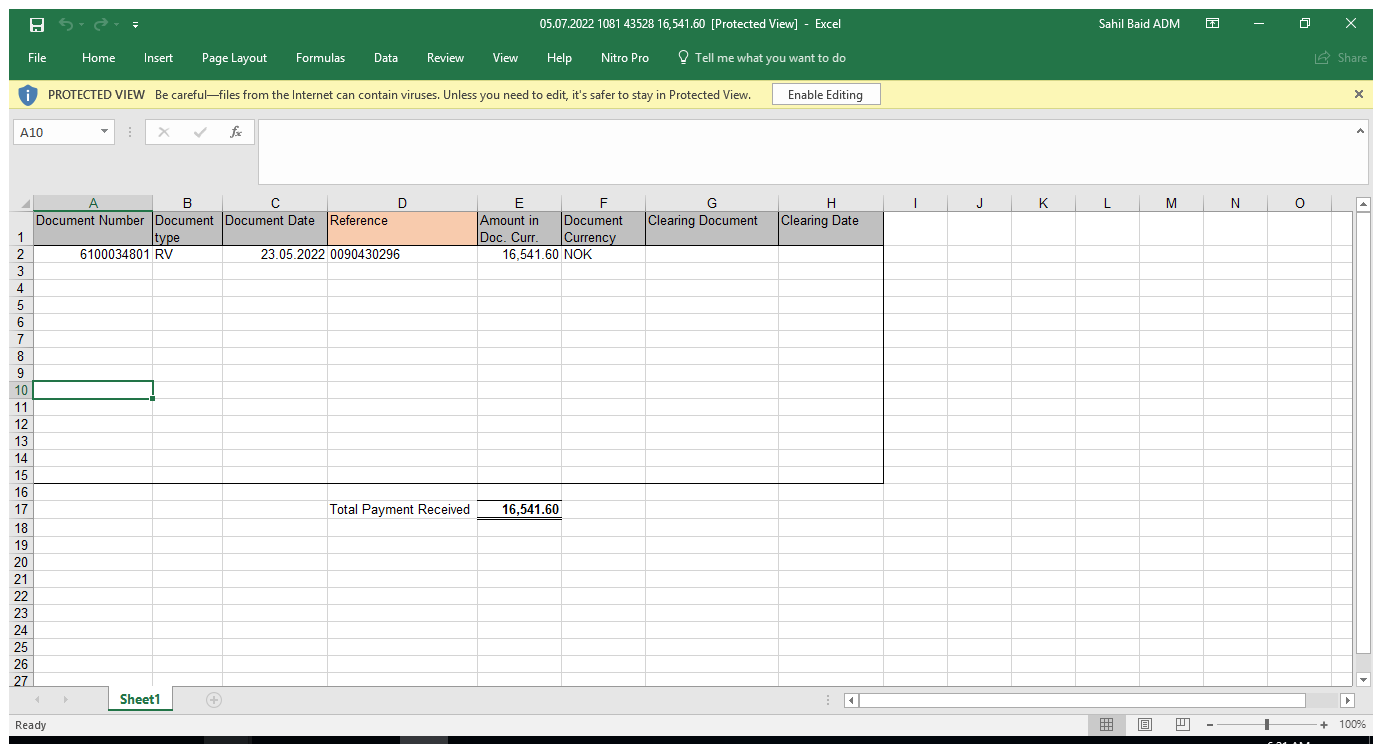 05.07.2022 1081 43528 16,541.60 [Protected View] - Excel
Sahil Baid ADM
File Home Insert Page Layout Formulas Data Review View Help Nitro Pro Tell me what you want to do Share
PROTECTED VIEW Be careful—files from the Internet can contain viruses. Unless you need to edit, it's safer to stay in Protected View. Enable Editing
A10 fx
A B C D E F G H I J K L M N O
1 Document Number Document type Document Date Reference Amount in Doc. Curr. Document Currency Clearing Document Clearing Date
2 6100034801 RV 23.05.2022 0090430296 16,541.60 NOK
3
4
5
6
7
8
9
10
11
12
13
14
15
16
17 Total Payment Received 16,541.60
18
19
20
21
22
23
24
25
26
27
Sheet1
Ready 100%